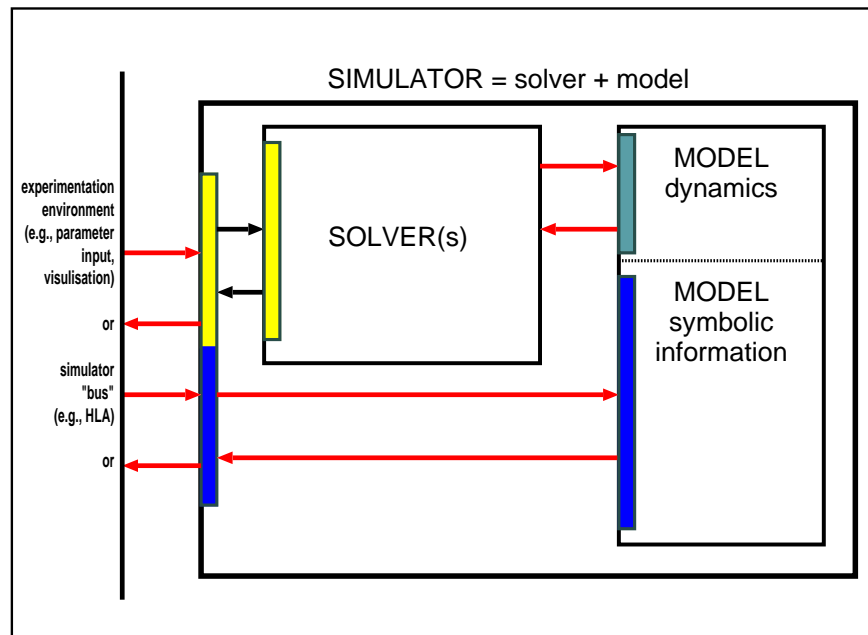 SIMULATOR = solver + model
experimentation
environment
(e.g., parameter
input,
visulisation)
or
simulator
"bus"
(e.g., HLA)
or
SOLVER(s)
MODEL
dynamics
MODEL
symbolic
information